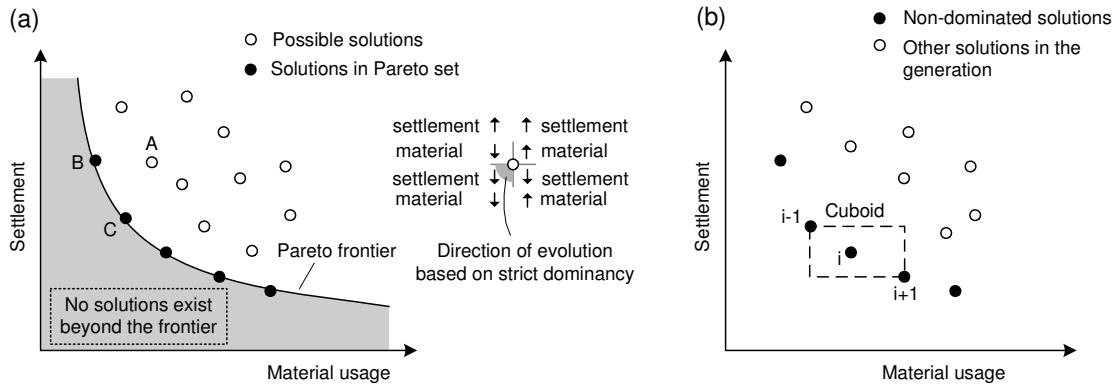 (a)
Possible solutions
Solutions in Pareto set
Settlement
A
B
C
settlement ↑ ↑ settlement
material ↓ ↑ material
settlement ↓ ↓ settlement
material ↓ ↑ material
Direction of evolution
based on strict dominancy
Pareto frontier
No solutions exist
beyond the frontier
Material usage
(b)
Non-dominated solutions
Other solutions in the
generation
Settlement
Cuboid
i-1
i
i+1
Material usage